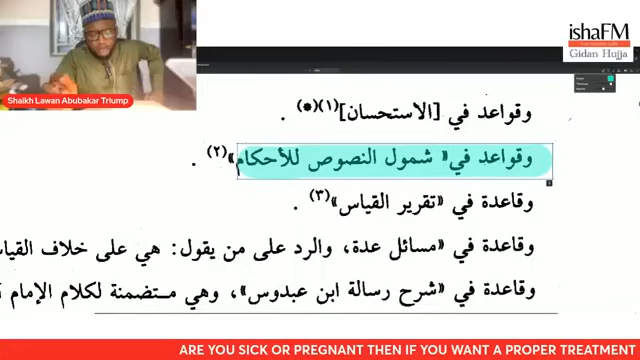 ishaFM
Gidan Hujja
Shaikh Lawan Abubakar Triump
وقواعد في [الاستحسان](١)(*) .
وقواعد في« شمول النصوص للأحكام»(٢) .
وقاعدة في «تقرير القياس»(٣) .
وقاعدة في «مسائل عدة، والرد على من يقول: هي على خلاف القيا
وقاعدة في «شرح رسالة ابن عبدوس»، وهي متضمنة لكلام الإمام
ARE YOU SICK OR PREGNANT THEN IF YOU WANT A PROPER TREATMENT